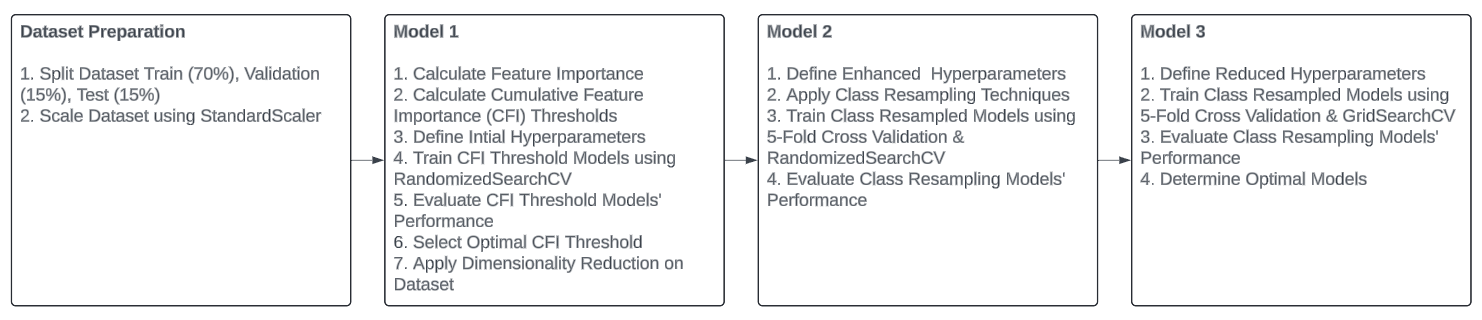 Dataset Preparation
1. Split Dataset Train (70%), Validation
(15%), Test (15%)
2. Scale Dataset using StandardScaler
Model 1
1. Calculate Feature Importance
2. Calculate Cumulative Feature
Importance (CFI) Thresholds
3. Define Intial Hyperparameters
4. Train CFI Threshold Models using
RandomizedSearchCV
5. Evaluate CFI Threshold Models'
Performance
6. Select Optimal CFI Threshold
7. Apply Dimensionality Reduction on
Dataset
Model 2
1. Define Enhanced  Hyperparameters
2. Apply Class Resampling Techniques
3. Train Class Resampled Models using
5-Fold Cross Validation &
RandomizedSearchCV
4. Evaluate Class Resampling Models'
Performance
Model 3
1. Define Reduced Hyperparameters
2. Train Class Resampled Models using
5-Fold Cross Validation & GridSearchCV
3. Evaluate Class Resampling Models'
Performance
4. Determine Optimal Models